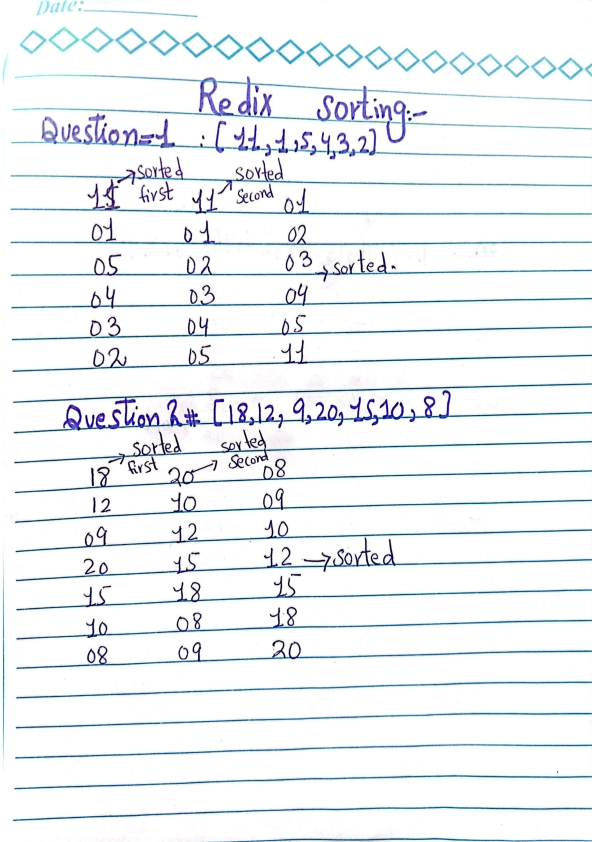 Date:
Redix sorting:-
Question=1 : [11,1,5,4,3,2]
→sorted first →sorted second
11 11 01
01 01 02
05 02 03 →sorted.
04 03 04
03 04 05
02 05 11
Question 2# [18,12, 9,20, 15,10, 8]
→sorted first →sorted second
18 20 08
12 10 09
09 12 10
20 15 12 →sorted
15 18 15
10 08 18
08 09 20